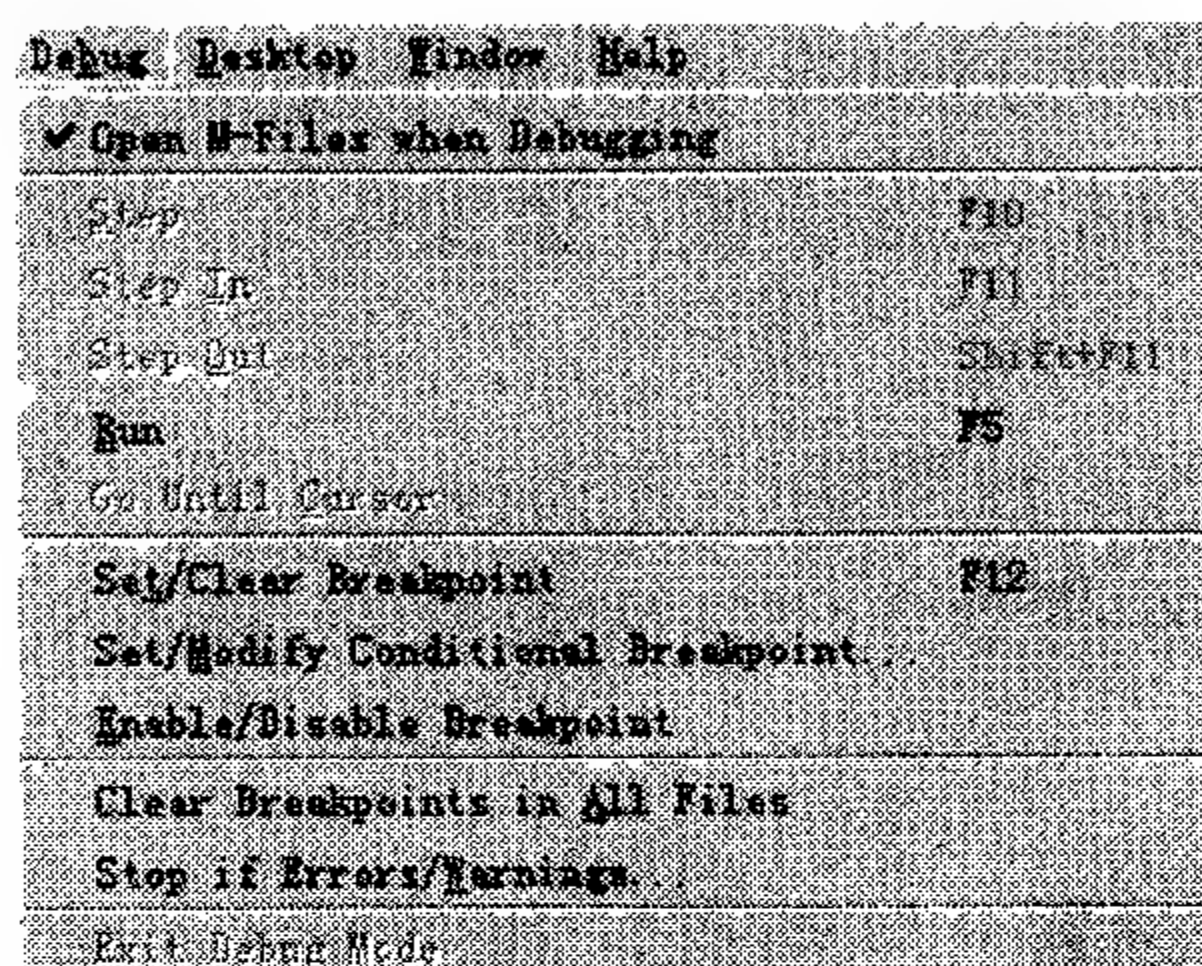 Debug Desktop Window Help
✓ Open M-Files when Debugging
Step F10
Step In F11
Step Out Shift+F11
Run F5
Go Until Cursor
Set/Clear Breakpoint F12
Set/Modify Conditional Breakpoint...
Enable/Disable Breakpoint
Clear Breakpoints in All Files
Stop if Errors/Warnings...
Exit Debug Mode